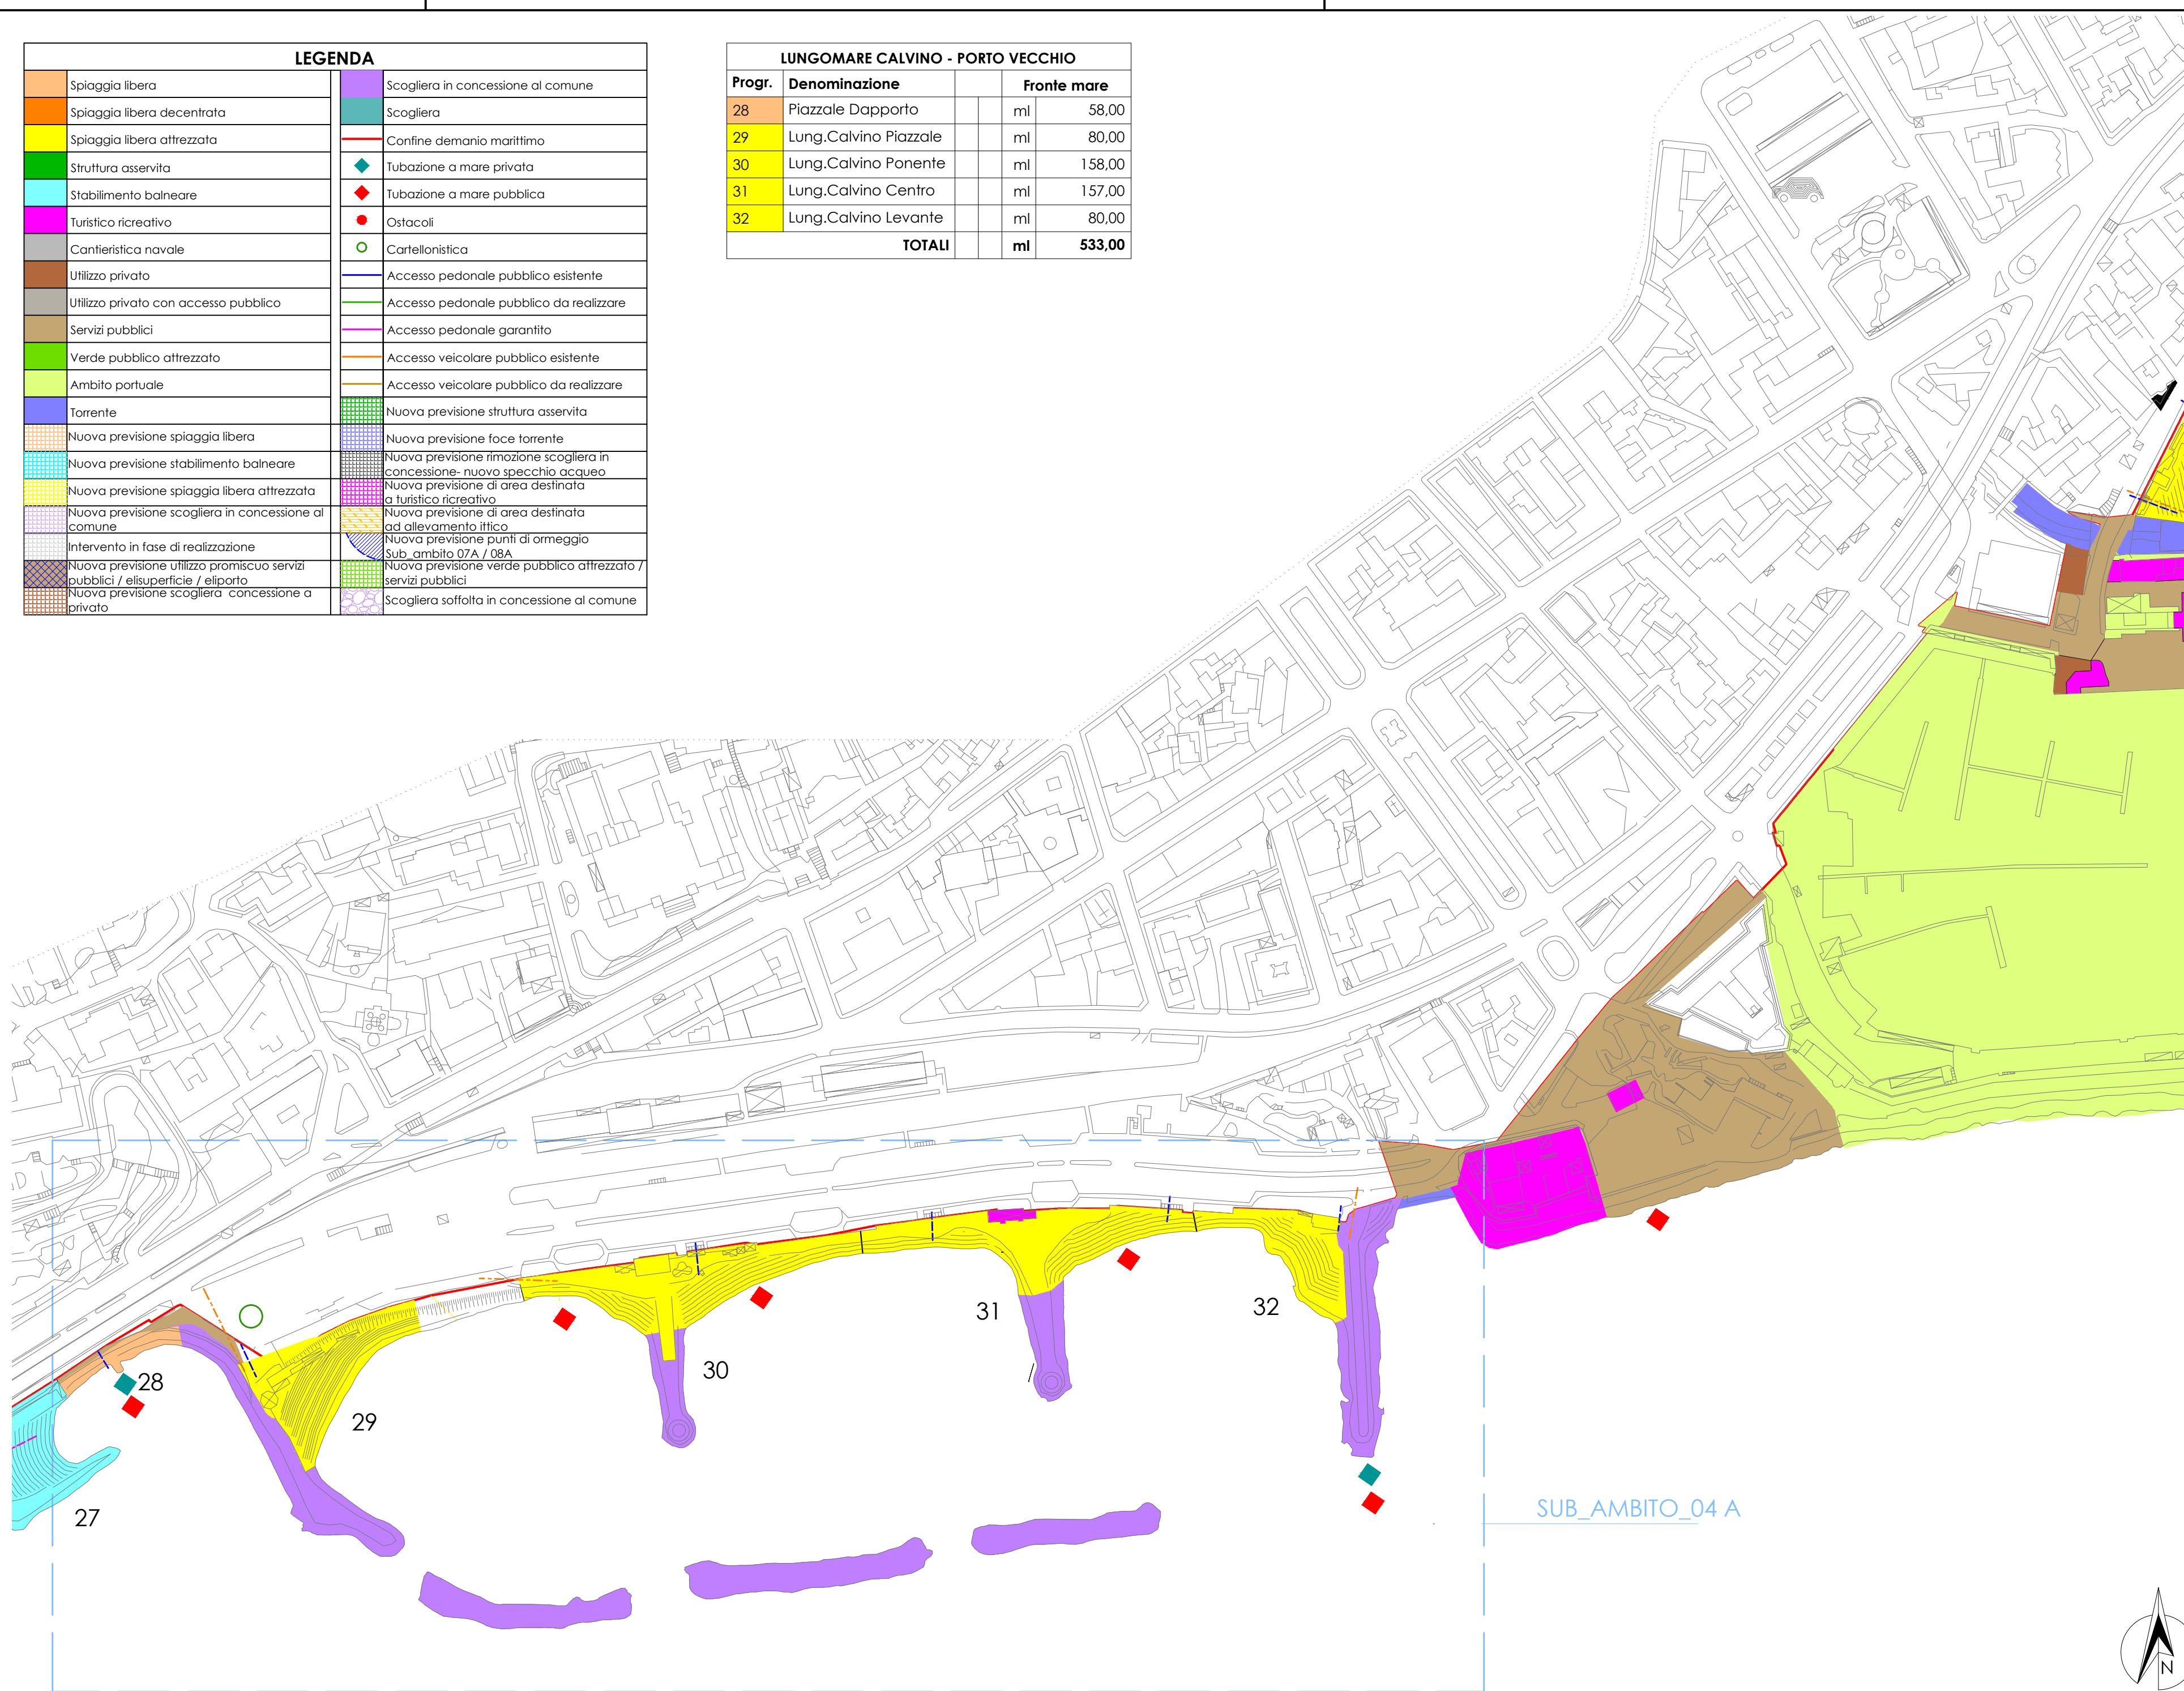 LEGENDA
Spiaggia libera
Spiaggia libera decentrata
Spiaggia libera attrezzata
Struttura asservita
Stabilimento balneare
Turistico ricreativo
Cantieristica navale
Utilizzo privato
Utilizzo privato con accesso pubblico
Servizi pubblici
Verde pubblico attrezzato
Ambito portuale
Torrente
Nuova previsione spiaggia libera
Nuova previsione stabilimento balneare
Nuova previsione spiaggia libera attrezzata
Nuova previsione scogliera in concessione al
comune
Intervento in fase di realizzazione
Nuova previsione utilizzo promiscuo servizi
pubblici / elisuperficie / eliporto
Nuova previsione scogliera concessione a
privato
Scogliera in concessione al comune
Scogliera
Confine demanio marittimo
Tubazione a mare privata
Tubazione a mare pubblica
Ostacoli
Cartellonistica
Accesso pedonale pubblico esistente
Accesso pedonale pubblico da realizzare
Accesso pedonale garantito
Accesso veicolare pubblico esistente
Accesso veicolare pubblico da realizzare
Nuova previsione struttura asservita
Nuova previsione foce torrente
Nuova previsione rimozione scogliera in
concessione- nuovo specchio acqueo
Nuova previsione di area destinata
a turistico ricreativo
Nuova previsione di area destinata
ad allevamento ittico
Nuova previsione punti di ormeggio
Sub_ambito 07A / 08A
Nuova previsione verde pubblico attrezzato /
servizi pubblici
Scogliera soffolta in concessione al comune
LUNGOMARE CALVINO - PORTO VECCHIO
Progr. Denominazione Fronte mare
28 Piazzale Dapporto ml 58,00
29 Lung.Calvino Piazzale ml 80,00
30 Lung.Calvino Ponente ml 158,00
31 Lung.Calvino Centro ml 157,00
32 Lung.Calvino Levante ml 80,00
TOTALI ml 533,00
31
32
30
28
29
27
SUB_AMBITO_04 A
N